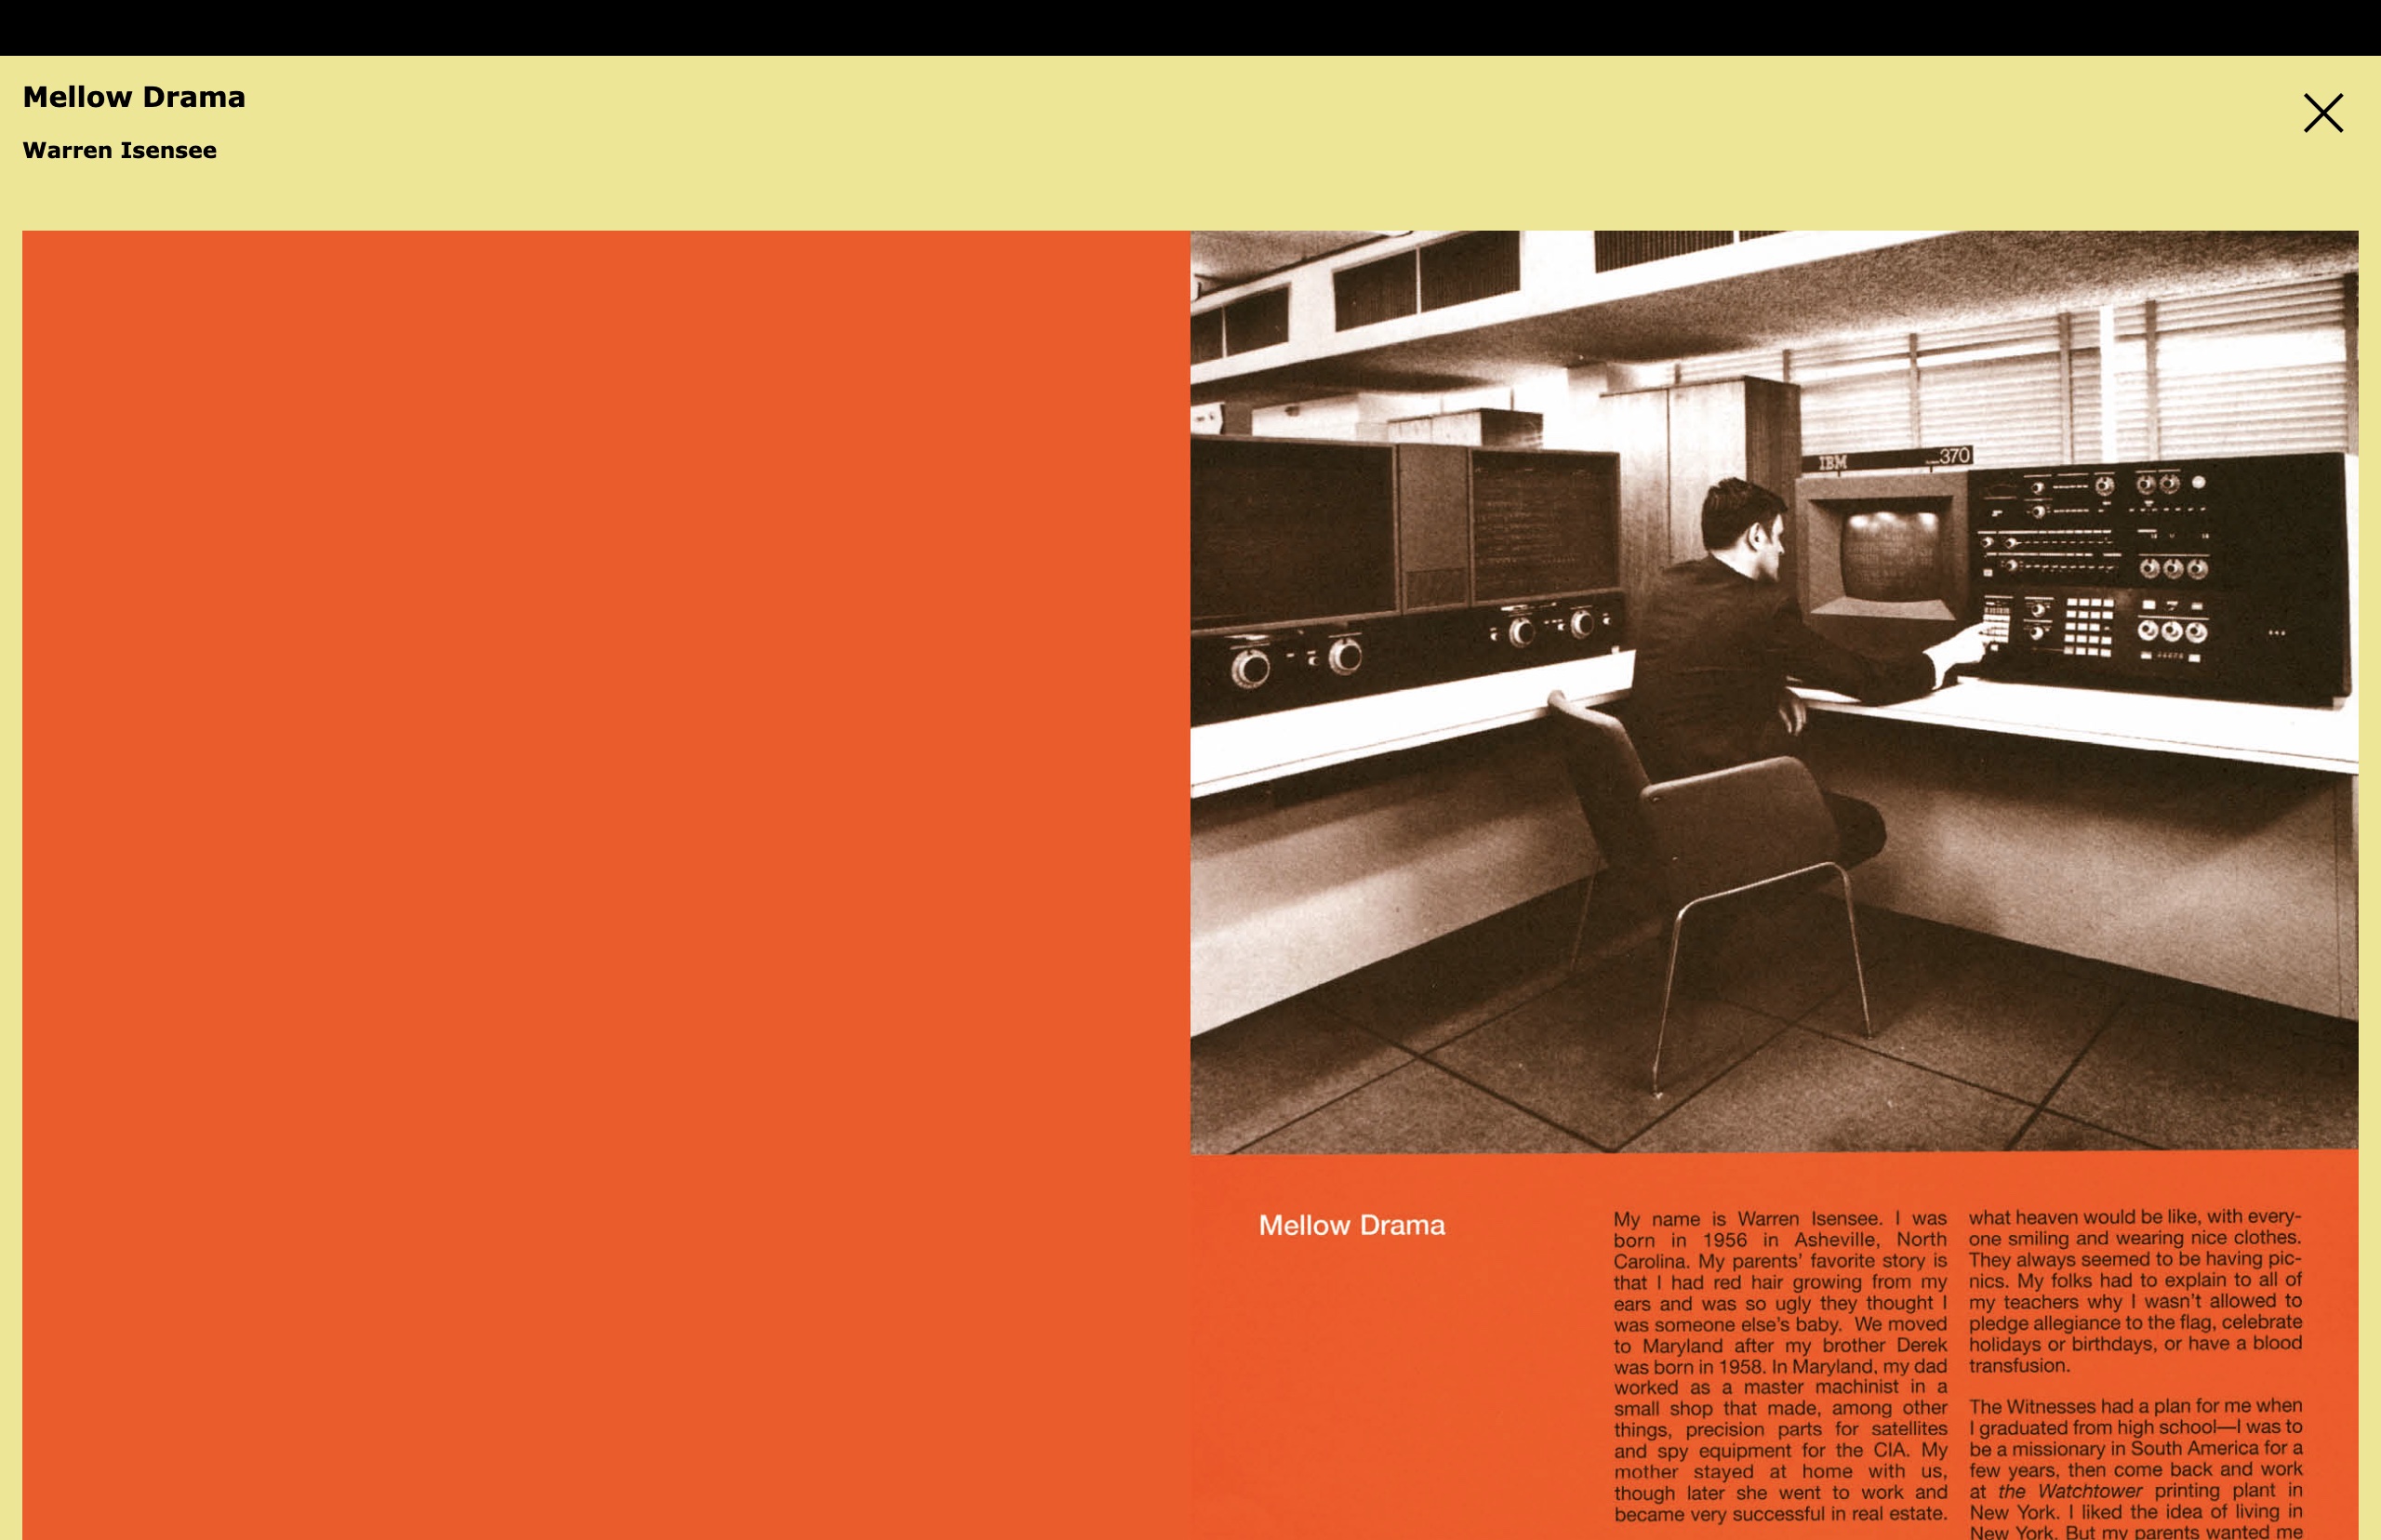 Mellow Drama
Warren Isensee
IBM
370
Mellow Drama
My name is Warren Isensee. I was
born in 1956 in Asheville, North
Carolina. My parents' favorite story is
that I had red hair growing from my
ears and was so ugly they thought I
was someone else's baby. We moved
to Maryland after my brother Derek
was born in 1958. In Maryland, my dad
worked as a master machinist in a
small shop that made, among other
things, precision parts for satellites
and spy equipment for the CIA. My
mother stayed at home with us,
though later she went to work and
became very successful in real estate.
what heaven would be like, with every-
one smiling and wearing nice clothes.
They always seemed to be having pic-
nics. My folks had to explain to all of
my teachers why I wasn't allowed to
pledge allegiance to the flag, celebrate
holidays or birthdays, or have a blood
transfusion.
The Witnesses had a plan for me when
I graduated from high school—I was to
be a missionary in South America for a
few years, then come back and work
at the Watchtower printing plant in
New York. I liked the idea of living in
New York. But my parents wanted me